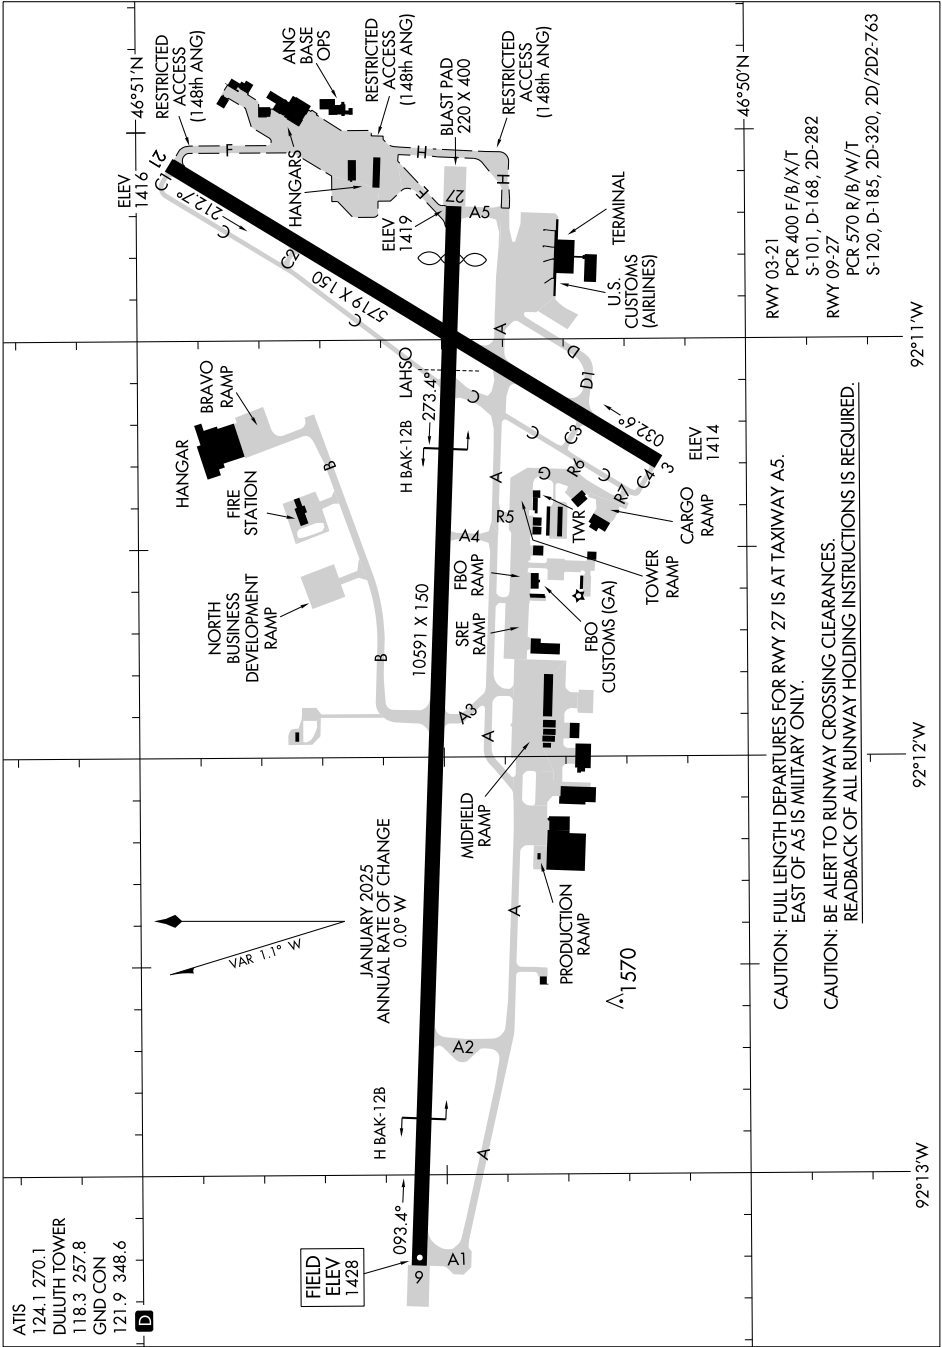 ATIS
124.1 270.1
DULUTH TOWER
118.3 257.8
GND CON
121.9 348.6
D
FIELD
ELEV
1428
9
093.4°
A1
H BAK-12B
A
A2
VAR 1.1° W
JANUARY 2025
ANNUAL RATE OF CHANGE
0.0° W
1570
A
PRODUCTION
RAMP
MIDFIELD
RAMP
A
A3
B
NORTH
BUSINESS
DEVELOPMENT
RAMP
FIRE
STATION
HANGAR
BRAVO
RAMP
B
10591 X 150
SRE
RAMP
FBO
RAMP
A4
FBO
CUSTOMS (GA)
TOWER
RAMP
TWR
R5
A
C
R6
R7
CARGO
RAMP
C
C4
3
ELEV
1414
032.6°
C3
C
C
D1
D
H BAK-12B
273.4°
LAHSO
A
5719 X 150
C
C2
C
212.7°
C1
21
ELEV
1416
RESTRICTED
ACCESS
(148th ANG)
F
HANGARS
ANG
BASE
OPS
RESTRICTED
ACCESS
(148th ANG)
ELEV
1419
E
H
27
A5
BLAST PAD
220 X 400
H
RESTRICTED
ACCESS
(148th ANG)
U.S.
CUSTOMS
(AIRLINES)
TERMINAL
46°51'N
46°50'N
92°11'W
92°12'W
92°13'W
RWY 03-21
PCR 400 F/B/X/T
S-101, D-168, 2D-282
RWY 09-27
PCR 570 R/B/W/T
S-120, D-185, 2D-320, 2D/2D2-763
CAUTION: FULL LENGTH DEPARTURES FOR RWY 27 IS AT TAXIWAY A5.
EAST OF A5 IS MILITARY ONLY.
CAUTION: BE ALERT TO RUNWAY CROSSING CLEARANCES.
READBACK OF ALL RUNWAY HOLDING INSTRUCTIONS IS REQUIRED.